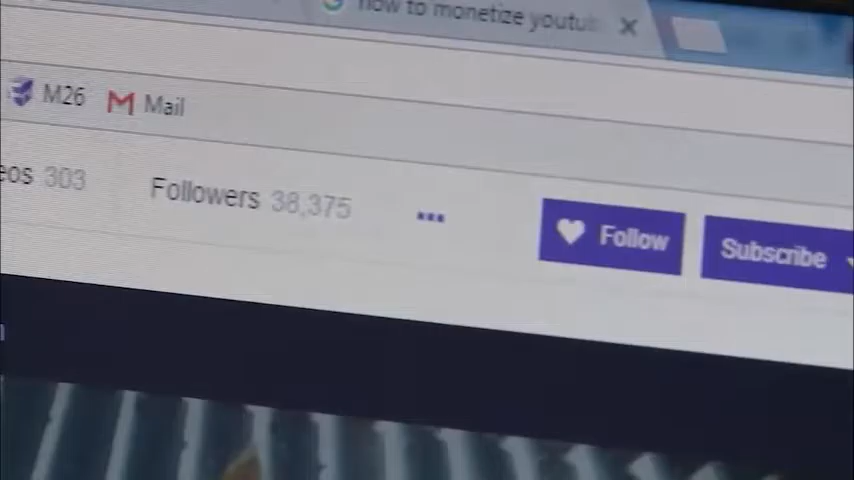 how to monetize youtu
M26 Mail
eos 303 Followers 38,375 ••• Follow Subscribe